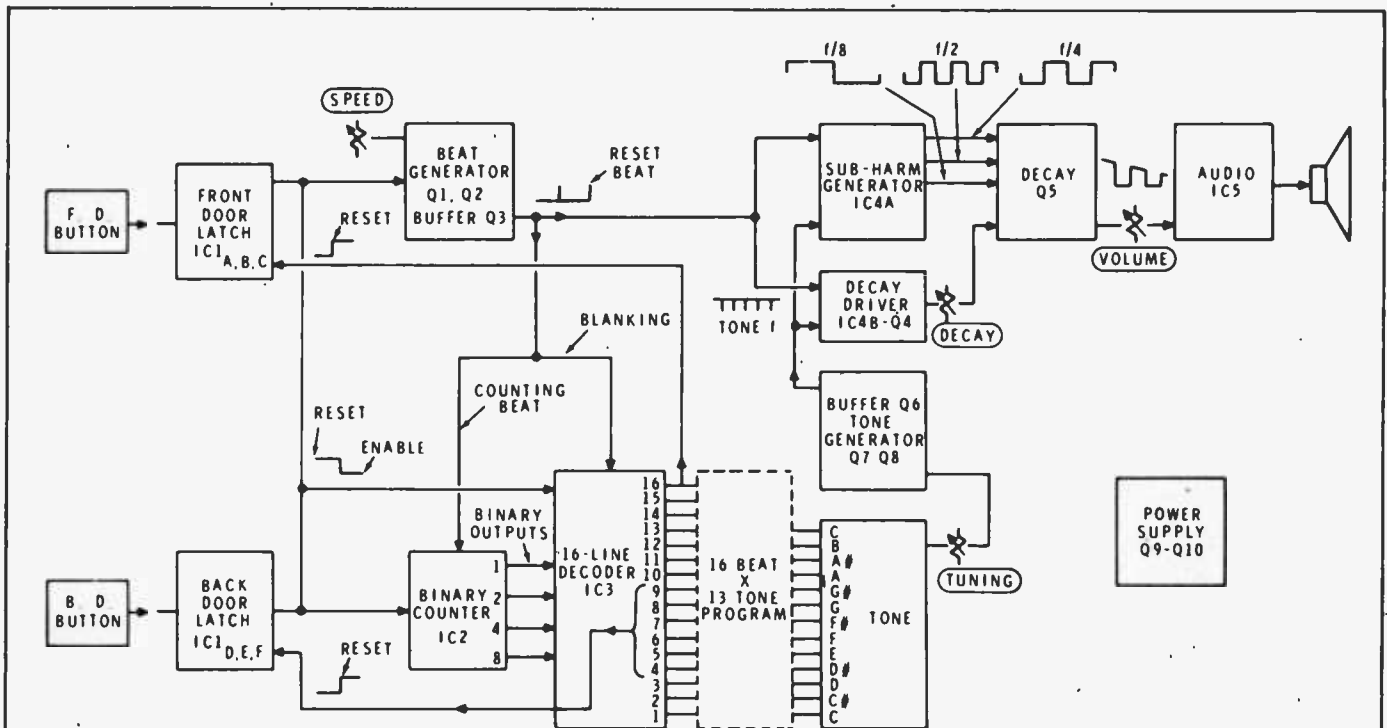 f/8
f/2
f/4
SPEED
BEAT
GENERATOR
Q1, Q2
BUFFER Q3
RESET
BEAT
SUB-HARM
GENERATOR
IC4A
DECAY
Q5
AUDIO
IC5
F D
BUTTON
FRONT
DOOR
LATCH
IC1 A,B,C
RESET
VOLUME
TONE f
DECAY
DRIVER
IC4B-Q4
DECAY
BLANKING
COUNTING
BEAT
BUFFER Q6
TONE
GENERATOR
Q7 Q8
RESET
ENABLE
BINARY
OUTPUTS
16-LINE
DECODER
IC3
16
15
14
13
12
11
10
9
8
7
6
5
4
3
2
1
16 BEAT
X
13 TONE
PROGRAM
C
B
A#
A
G#
G
F#
F
E
D#
D
C#
C
TONE
TUNING
POWER
SUPPLY
Q9-Q10
B D
BUTTON
BACK
DOOR
LATCH
IC1 D,E,F
RESET
BINARY
COUNTER
IC2
1
2
4
8